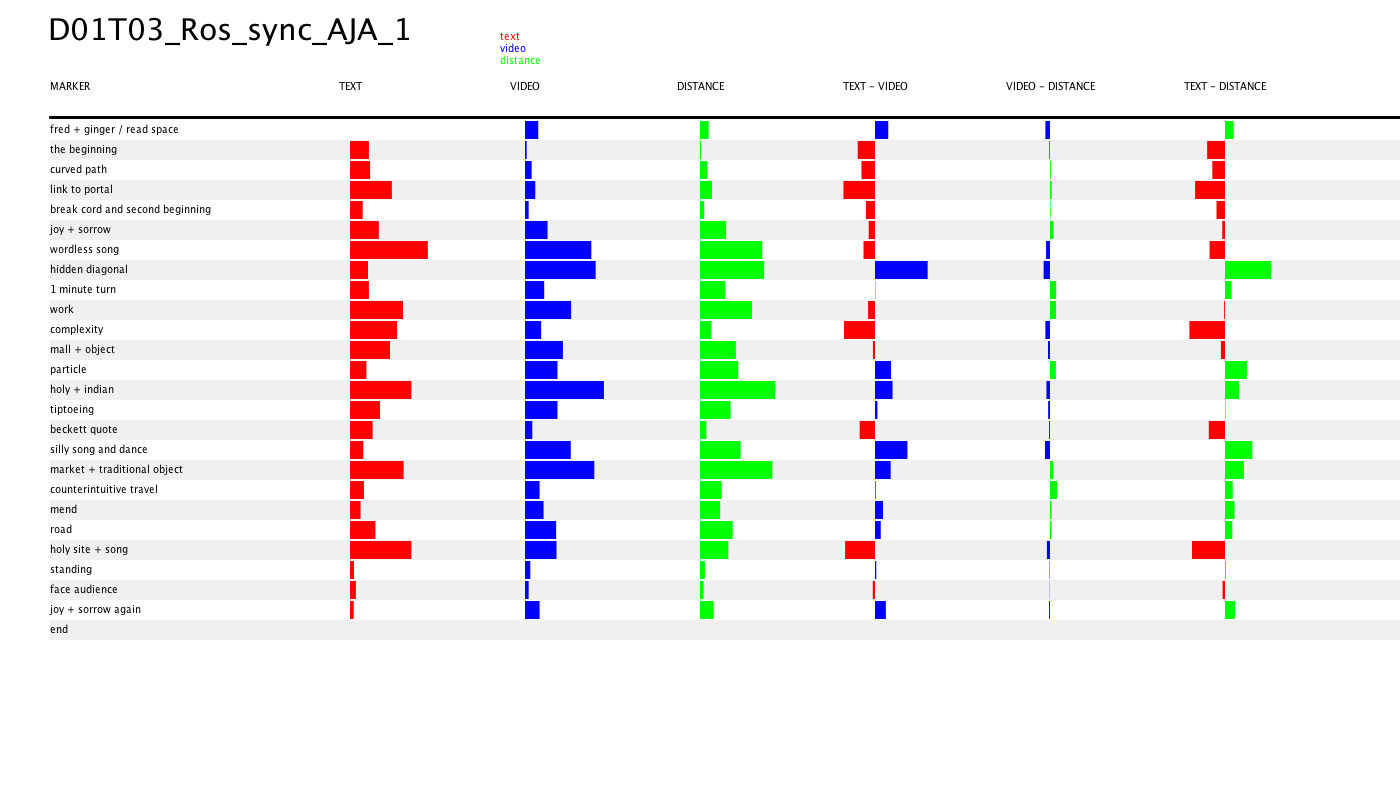 D01T03_Ros_sync_AJA_1
text
video
distance
MARKER TEXT VIDEO DISTANCE TEXT - VIDEO VIDEO - DISTANCE TEXT - DISTANCE
fred + ginger / read space
the beginning
curved path
link to portal
break cord and second beginning
joy + sorrow
wordless song
hidden diagonal
1 minute turn
work
complexity
mall + object
particle
holy + indian
tiptoeing
beckett quote
silly song and dance
market + traditional object
counterintuitive travel
mend
road
holy site + song
standing
face audience
joy + sorrow again
end